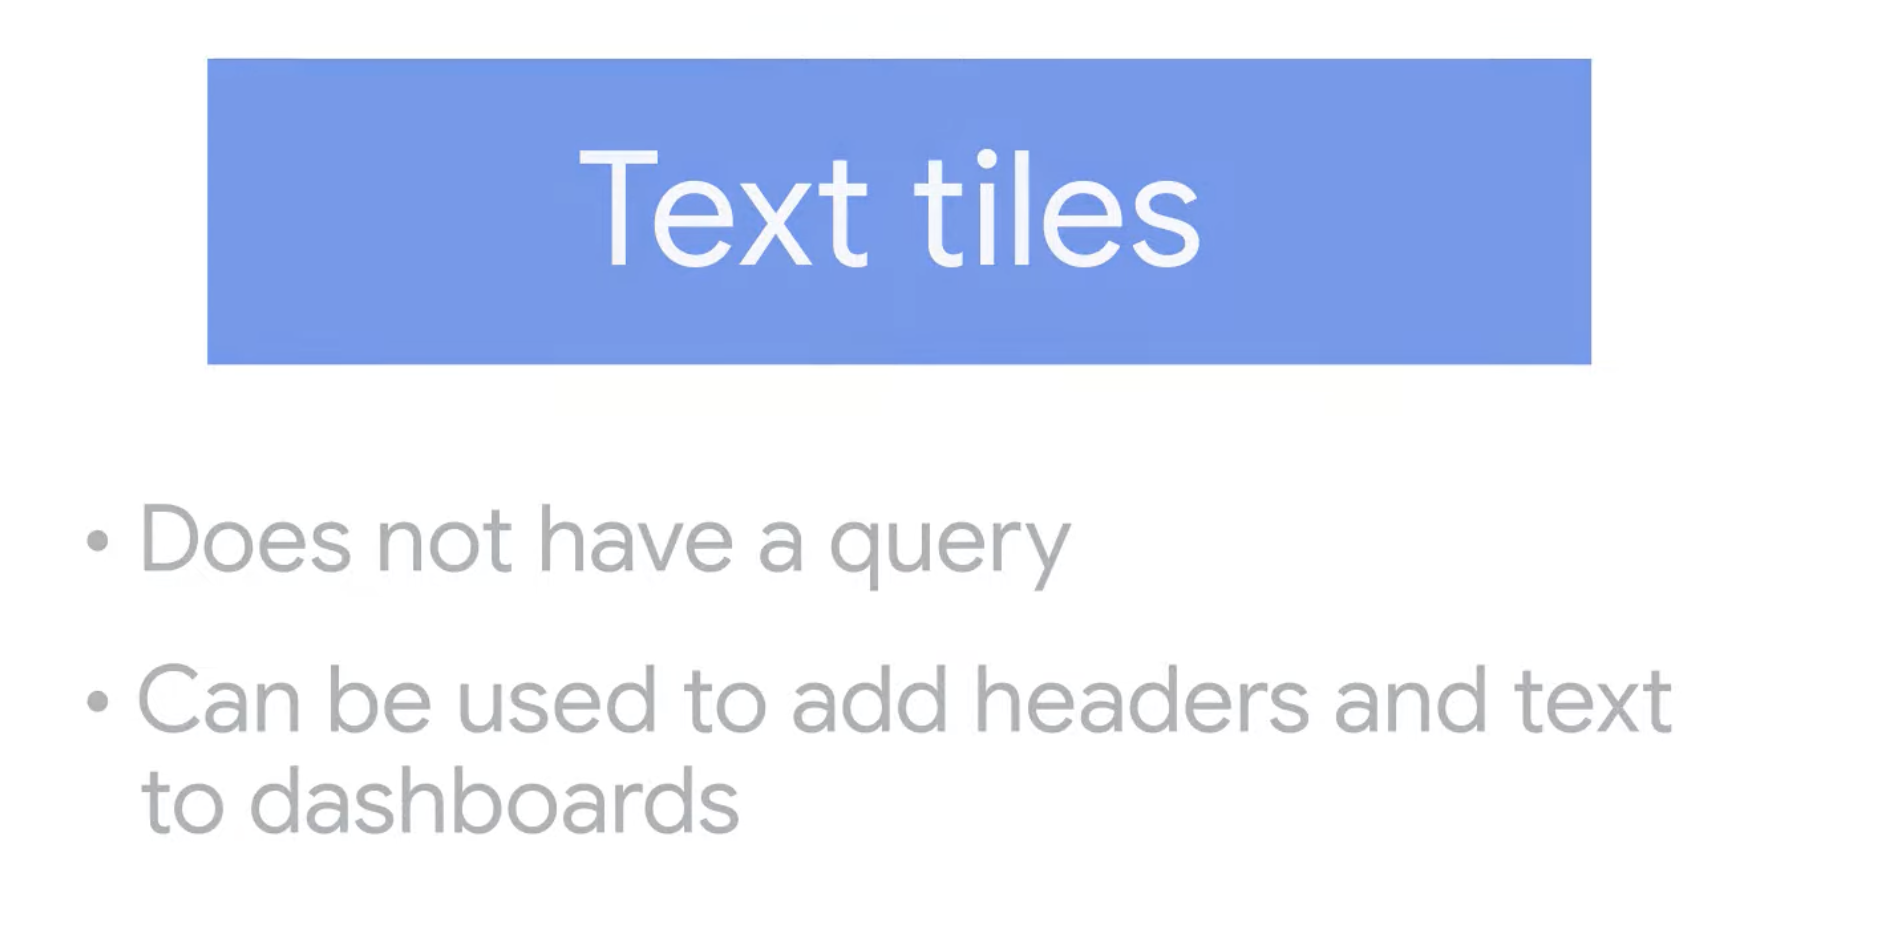 Text tiles
• Does not have a query
• Can be used to add headers and text
to dashboards